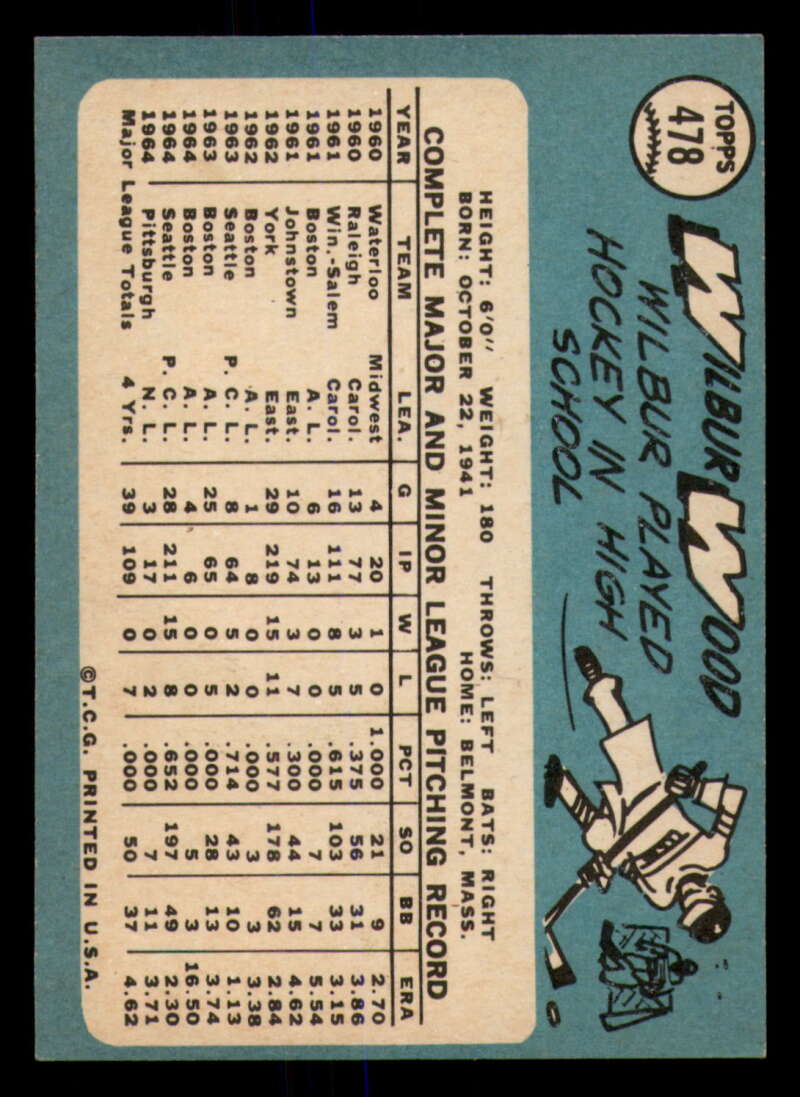 TOPPS
478
WILBUR WOOD
WILBUR PLAYED
HOCKEY IN HIGH
SCHOOL
HEIGHT: 6'0" WEIGHT: 180 THROWS: LEFT BATS: RIGHT
BORN: OCTOBER 22, 1941 HOME: BELMONT, MASS.
COMPLETE MAJOR AND MINOR LEAGUE PITCHING RECORD
YEAR TEAM LEA. G IP W L PCT SO BB ERA
1960 Waterloo Midwest 4 20 1 0 1.000 21 9 2.70
1960 Raleigh Carol. 13 77 3 5 .375 56 31 3.86
1961 Win.-Salem Carol. 16 111 8 5 .615 103 33 3.15
1961 Boston A. L. 6 13 0 0 .000 7 7 5.54
1961 Johnstown East. 10 74 3 7 .300 44 15 4.62
1962 York East. 29 219 15 11 .577 178 62 2.84
1962 Boston A. L. 1 8 0 0 .000 3 3 3.38
1963 Seattle P. C. L. 8 64 5 2 .714 43 10 1.13
1963 Boston A. L. 25 65 0 5 .000 28 13 3.74
1964 Boston A. L. 4 6 0 0 .000 5 3 16.50
1964 Seattle P. C. L. 28 211 15 8 .652 197 49 2.30
1964 Pittsburgh N. L. 3 17 0 2 .000 7 11 3.71
Major League Totals 4 Yrs. 39 109 0 7 .000 50 37 4.62
©T.C.G. PRINTED IN U.S.A.